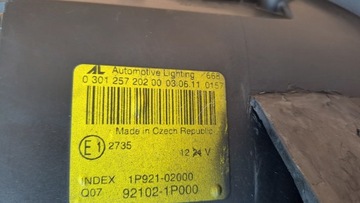 AL Automotive Lighting /668
0 301 257 202 00 03.06.11 0157
Made in Czech Republic
E1 2735
12 24 V
INDEX 1P921-02000
Q07 92102-1P000